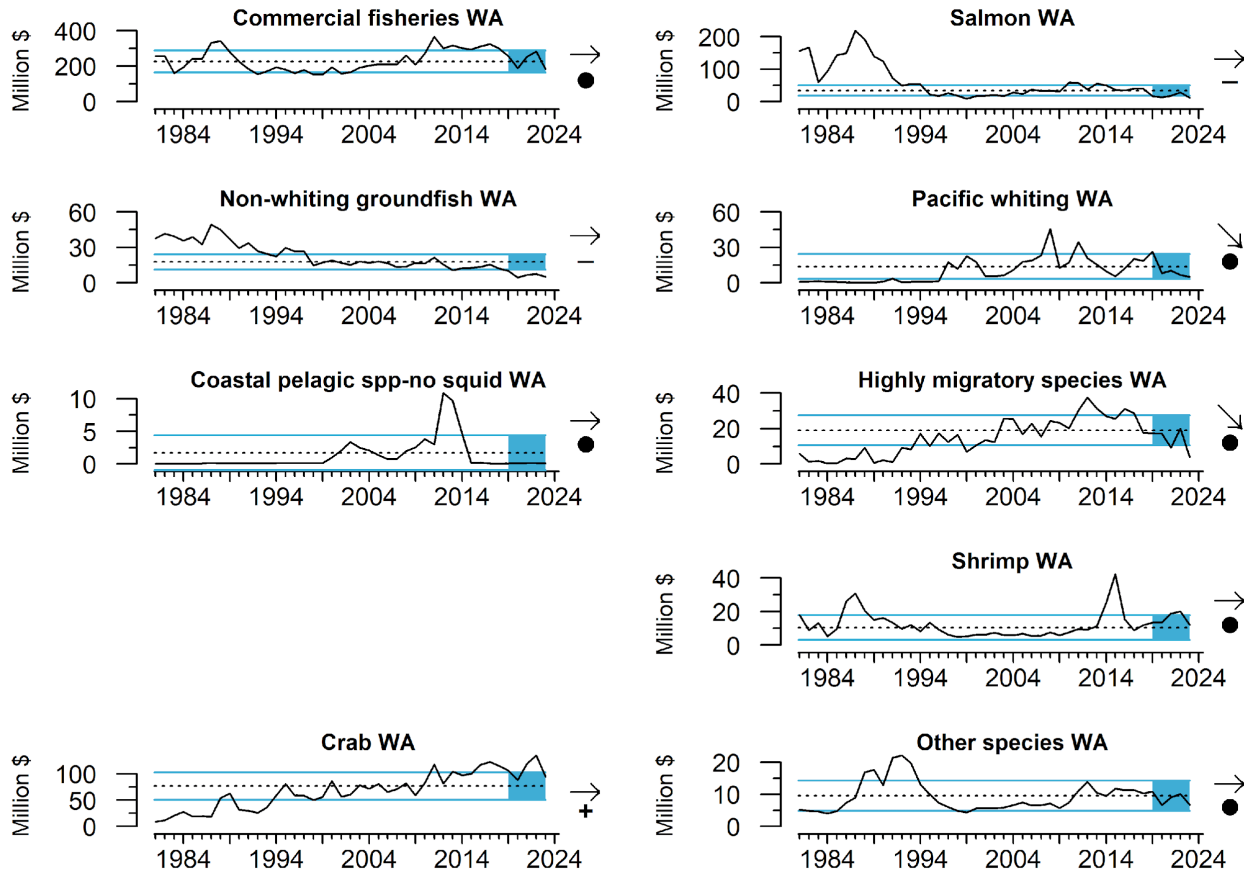 Commercial fisheries WA
Million $
400
200
0
1984 1994 2004 2014 2024
Salmon WA
Million $
200
100
0
1984 1994 2004 2014 2024
Non-whiting groundfish WA
Million $
60
30
0
1984 1994 2004 2014 2024
Pacific whiting WA
Million $
60
30
0
1984 1994 2004 2014 2024
Coastal pelagic spp-no squid WA
Million $
10
5
0
1984 1994 2004 2014 2024
Highly migratory species WA
Million $
40
20
0
1984 1994 2004 2014 2024
Shrimp WA
Million $
40
20
0
1984 1994 2004 2014 2024
Crab WA
Million $
100
50
0
1984 1994 2004 2014 2024
Other species WA
Million $
20
10
0
1984 1994 2004 2014 2024